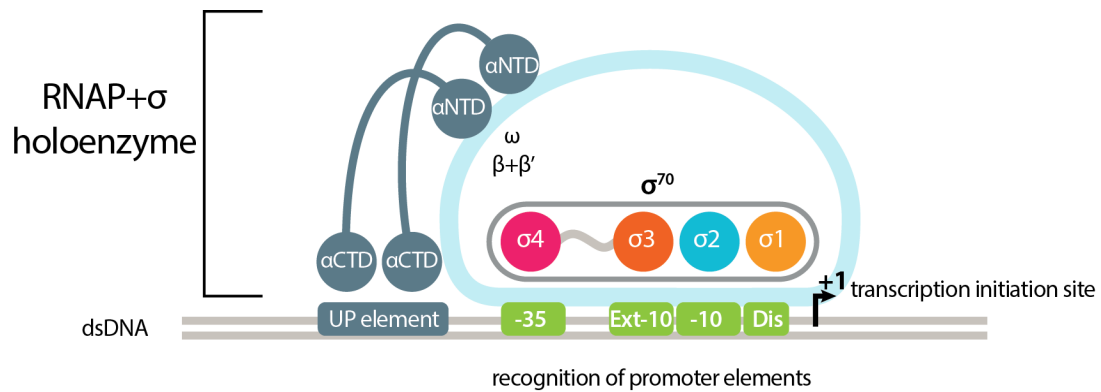 αNTD
αNTD
RNAP+σ
holoenzyme
ω
β+β′
σ⁷⁰
σ4
σ3
σ2
σ1
αCTD
αCTD
+1 transcription initiation site
dsDNA
UP element
-35
Ext-10
-10
Dis
recognition of promoter elements